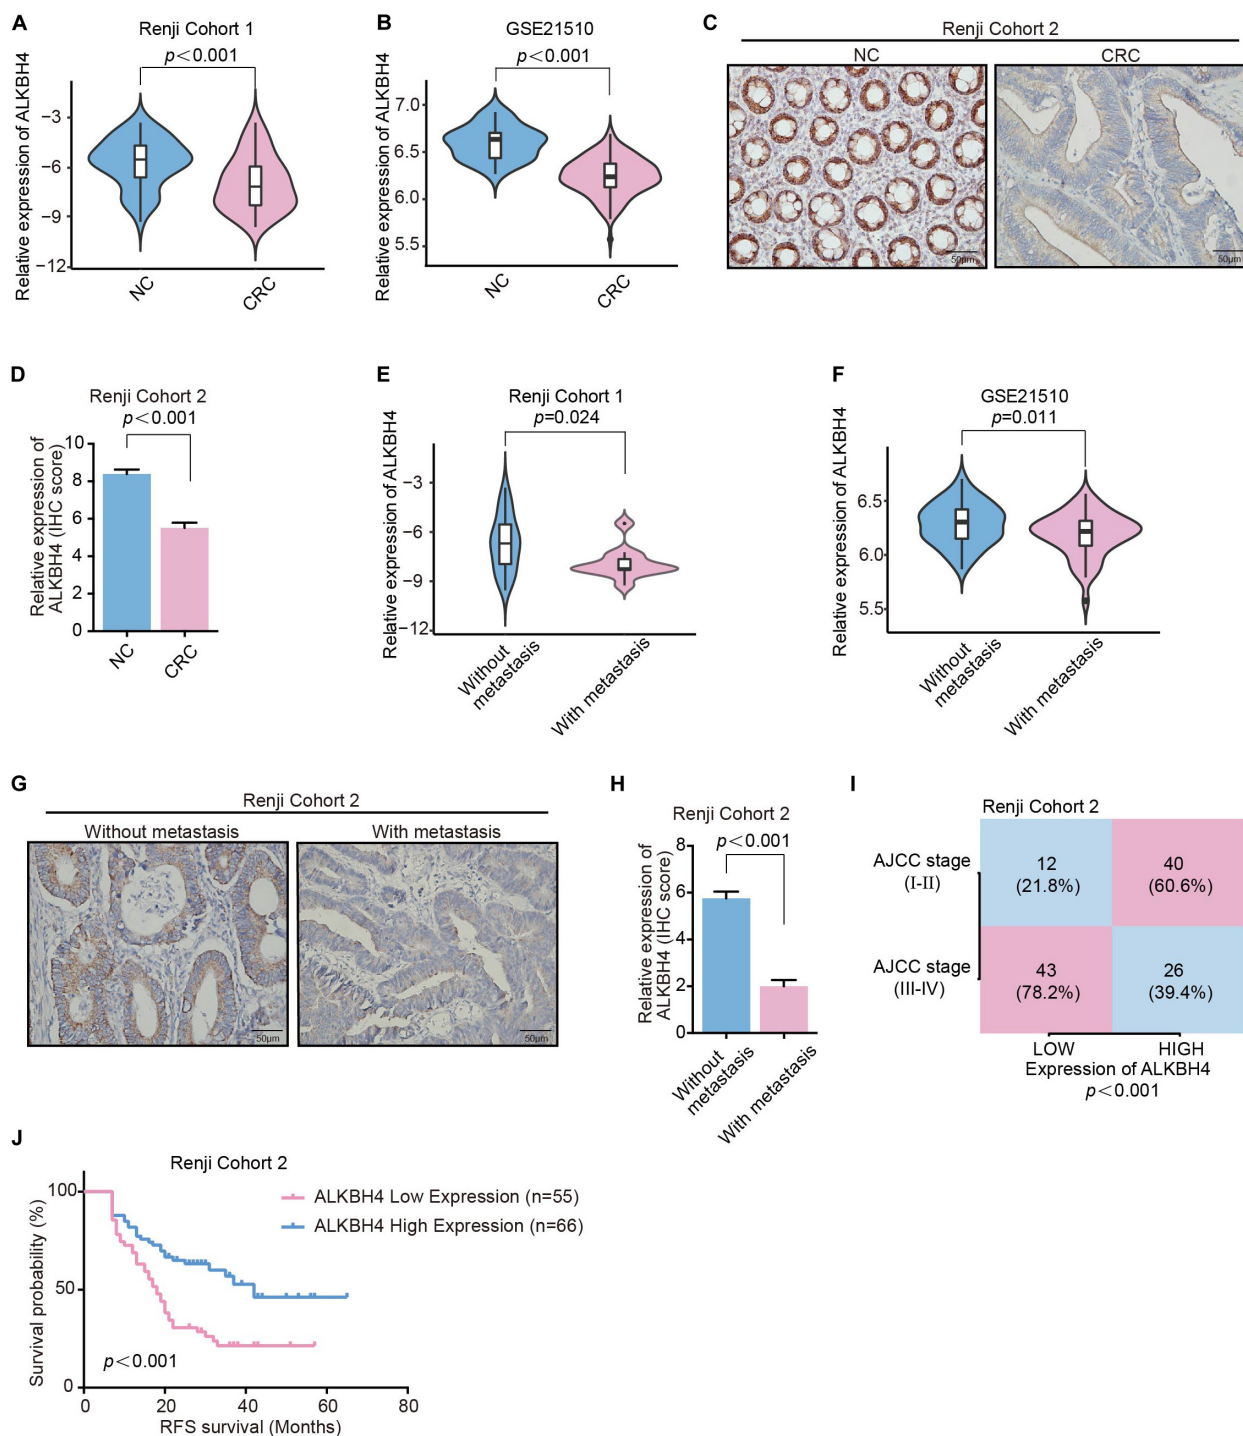 A
Renji Cohort 1
p<0.001
Relative expression of ALKBH4
−3
−6
−9
−12
NC
CRC
B
GSE21510
p<0.001
Relative expression of ALKBH4
7.0
6.5
6.0
5.5
NC
CRC
C
Renji Cohort 2
NC
CRC
50μm
50μm
D
Renji Cohort 2
p<0.001
Relative expression of
ALKBH4 (IHC score)
10
8
6
4
2
0
NC
CRC
E
Renji Cohort 1
p=0.024
Relative expression of ALKBH4
−3
−6
−9
−12
Without
metastasis
With metastasis
F
GSE21510
p=0.011
Relative expression of ALKBH4
6.5
6.0
5.5
Without
metastasis
With metastasis
G
Renji Cohort 2
Without metastasis
With metastasis
50μm
50μm
H
Renji Cohort 2
p<0.001
Relative expression of
ALKBH4 (IHC score)
8
6
4
2
0
Without
metastasis
With metastasis
I
Renji Cohort 2
AJCC stage
(I-II)
12
(21.8%)
40
(60.6%)
AJCC stage
(III-IV)
43
(78.2%)
26
(39.4%)
LOW
HIGH
Expression of ALKBH4
p<0.001
J
Renji Cohort 2
ALKBH4 Low Expression (n=55)
ALKBH4 High Expression (n=66)
Survival probability (%)
100
50
0
p<0.001
0
20
40
60
80
RFS survival (Months)